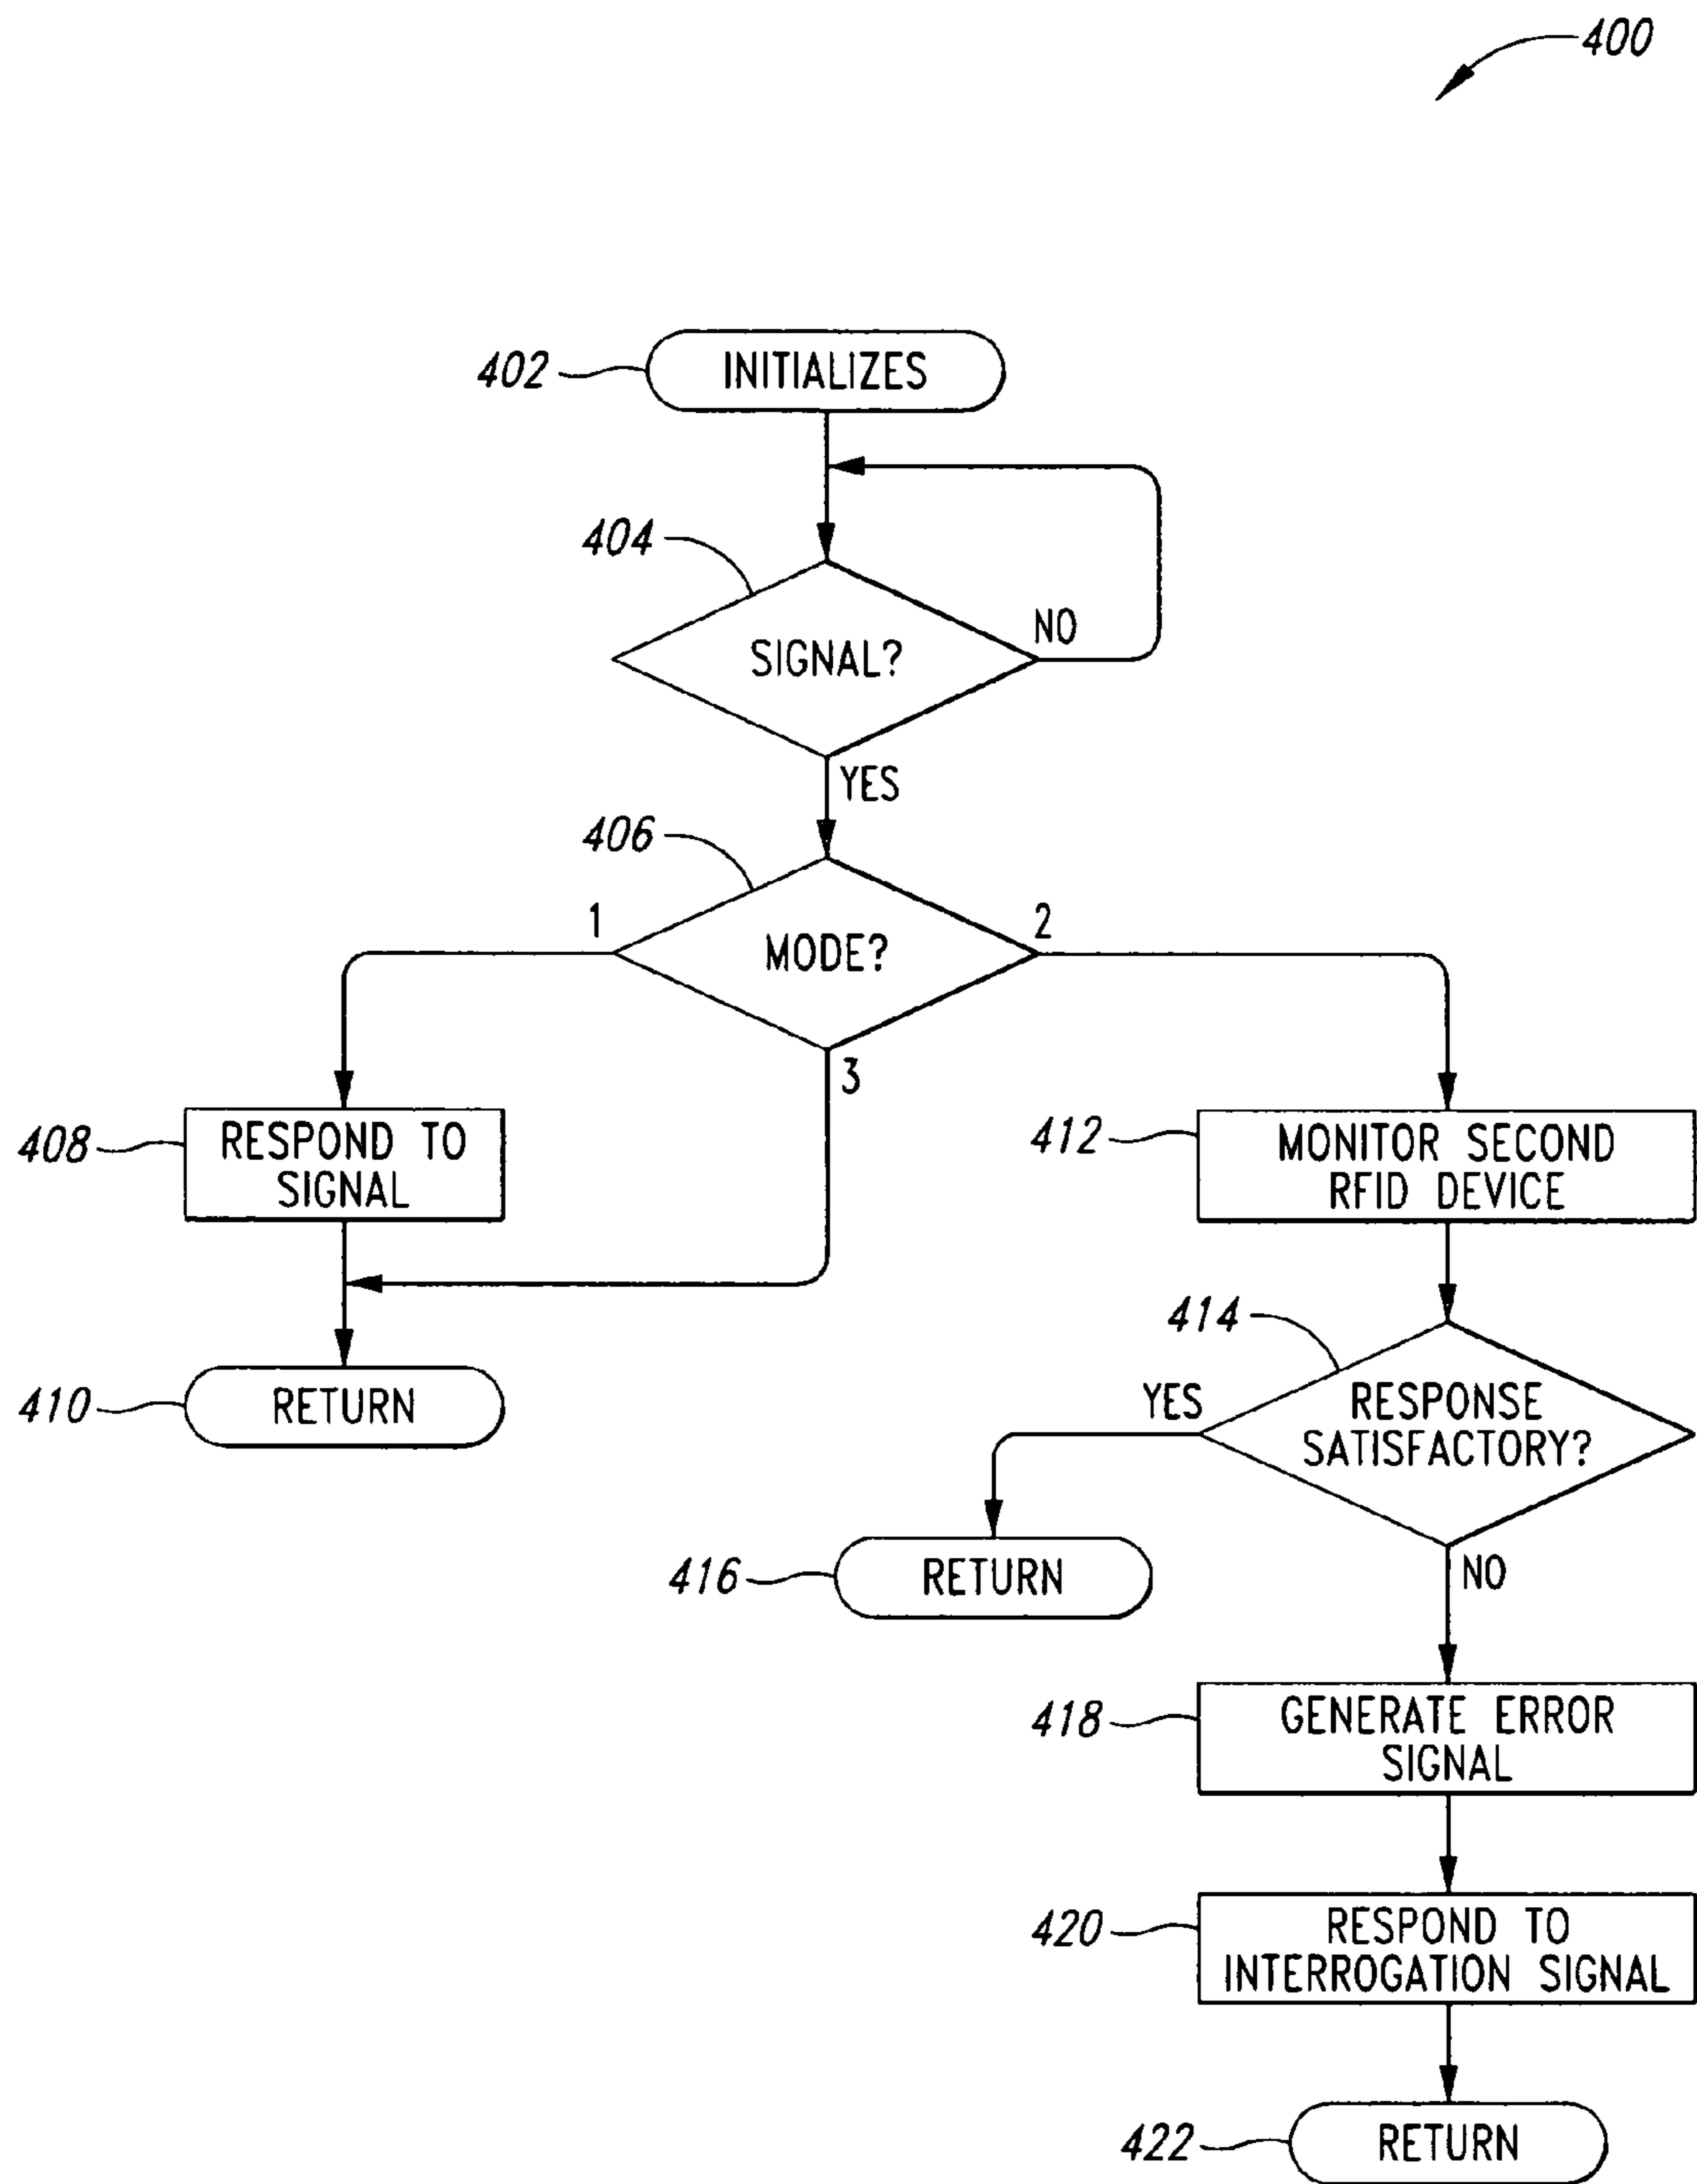 400
402
INITIALIZES
404
SIGNAL?
NO
YES
406
1
MODE?
2
3
408
RESPOND TO
SIGNAL
412
MONITOR SECOND
RFID DEVICE
414
410
RETURN
YES
RESPONSE
SATISFACTORY?
416
RETURN
NO
418
GENERATE ERROR
SIGNAL
420
RESPOND TO
INTERROGATION SIGNAL
422
RETURN